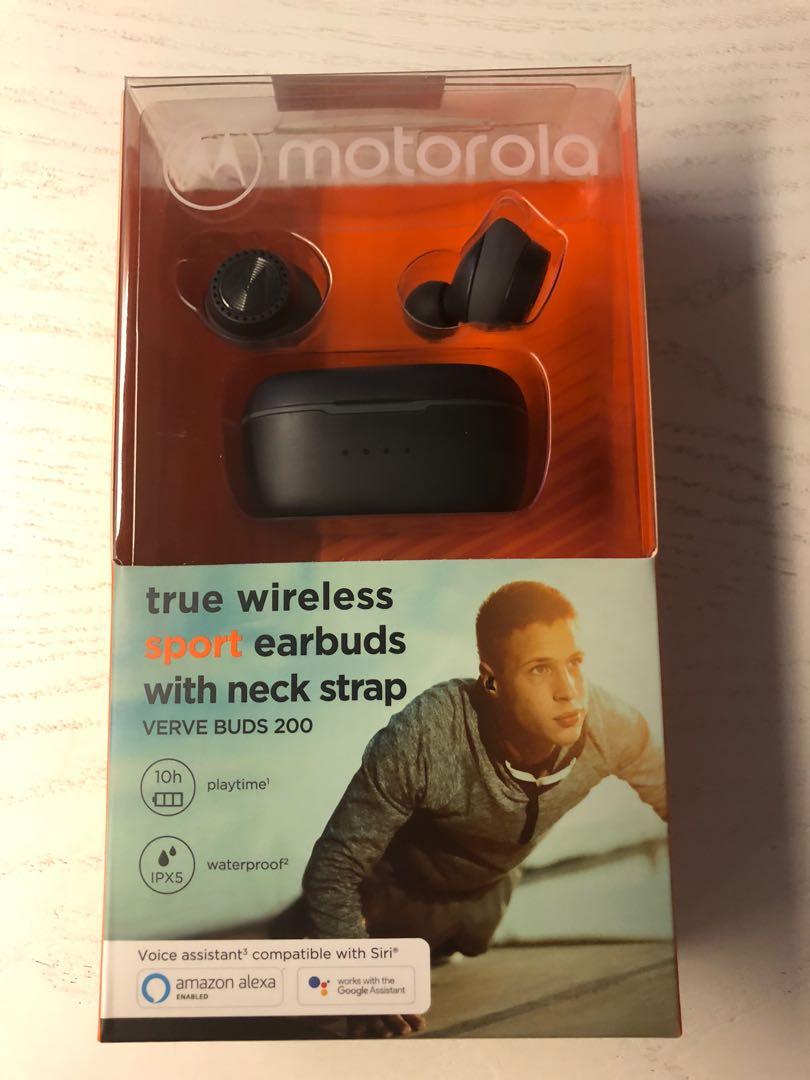 motorola
true wireless
sport earbuds
with neck strap
VERVE BUDS 200
10h
playtime¹
IPX5
waterproof²
Voice assistant³ compatible with Siri®
amazon alexa
ENABLED
works with the
Google Assistant